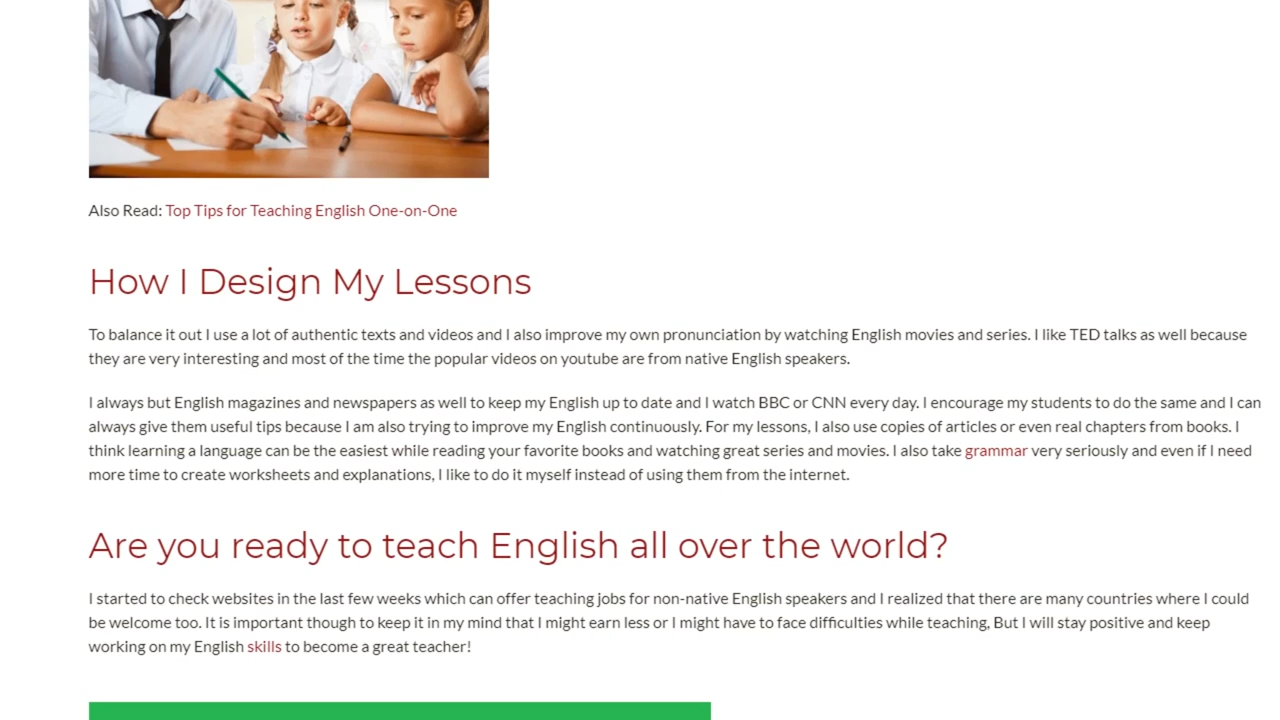 Also Read: Top Tips for Teaching English One-on-One
How I Design My Lessons
To balance it out I use a lot of authentic texts and videos and I also improve my own pronunciation by watching English movies and series. I like TED talks as well because
they are very interesting and most of the time the popular videos on youtube are from native English speakers.
I always but English magazines and newspapers as well to keep my English up to date and I watch BBC or CNN every day. I encourage my students to do the same and I can
always give them useful tips because I am also trying to improve my English continuously. For my lessons, I also use copies of articles or even real chapters from books. I
think learning a language can be the easiest while reading your favorite books and watching great series and movies. I also take grammar very seriously and even if I need
more time to create worksheets and explanations, I like to do it myself instead of using them from the internet.
Are you ready to teach English all over the world?
I started to check websites in the last few weeks which can offer teaching jobs for non-native English speakers and I realized that there are many countries where I could
be welcome too. It is important though to keep it in my mind that I might earn less or I might have to face difficulties while teaching, But I will stay positive and keep
working on my English skills to become a great teacher!